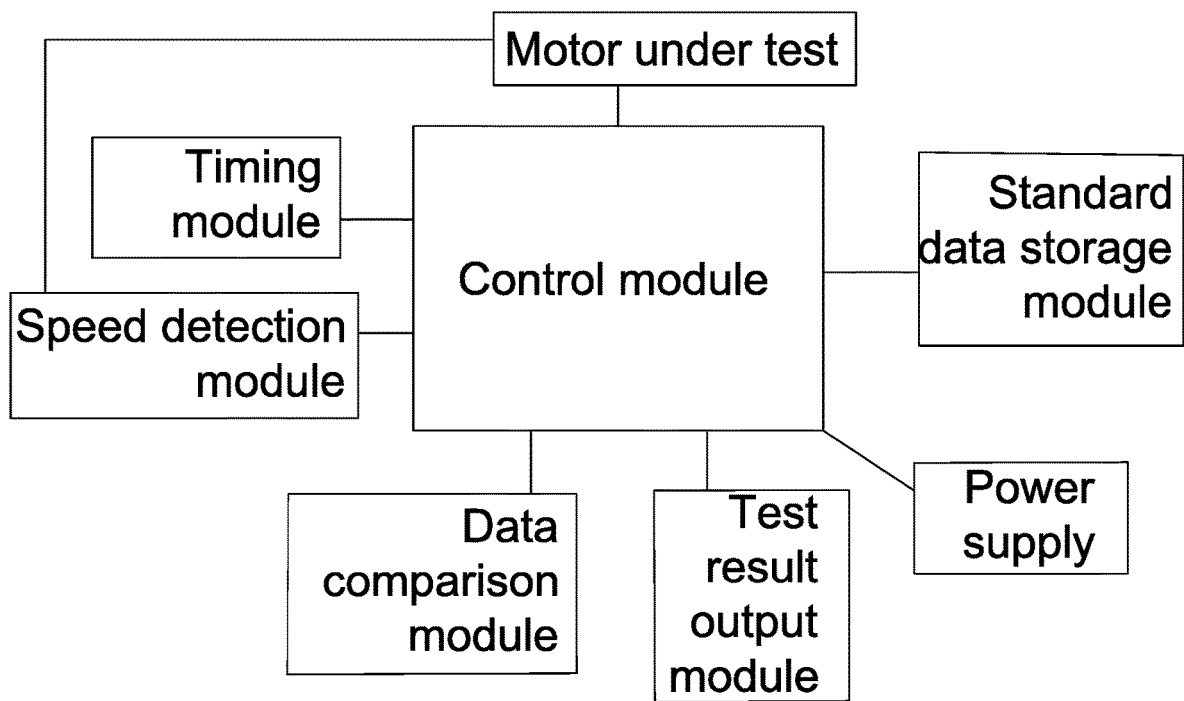 Motor under test
Timing
module
Control module
Standard
data storage
module
Speed detection
module
Data
comparison
module
Test
result
output
module
Power
supply